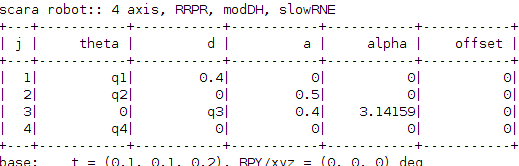 scara robot:: 4 axis, RRPR, modDH, slowRNE
+---+-----------+-----------+-----------+-----------+-----------+
| j |     theta |         d |         a |     alpha |    offset |
+---+-----------+-----------+-----------+-----------+-----------+
|  1|         q1|        0.4|          0|          0|          0|
|  2|         q2|          0|        0.5|          0|          0|
|  3|          0|         q3|        0.4|    3.14159|          0|
|  4|         q4|          0|          0|          0|          0|
+---+-----------+-----------+-----------+-----------+-----------+
base:    t = (0.1, 0.1, 0.2), RPY/xyz = (0, 0, 0) deg